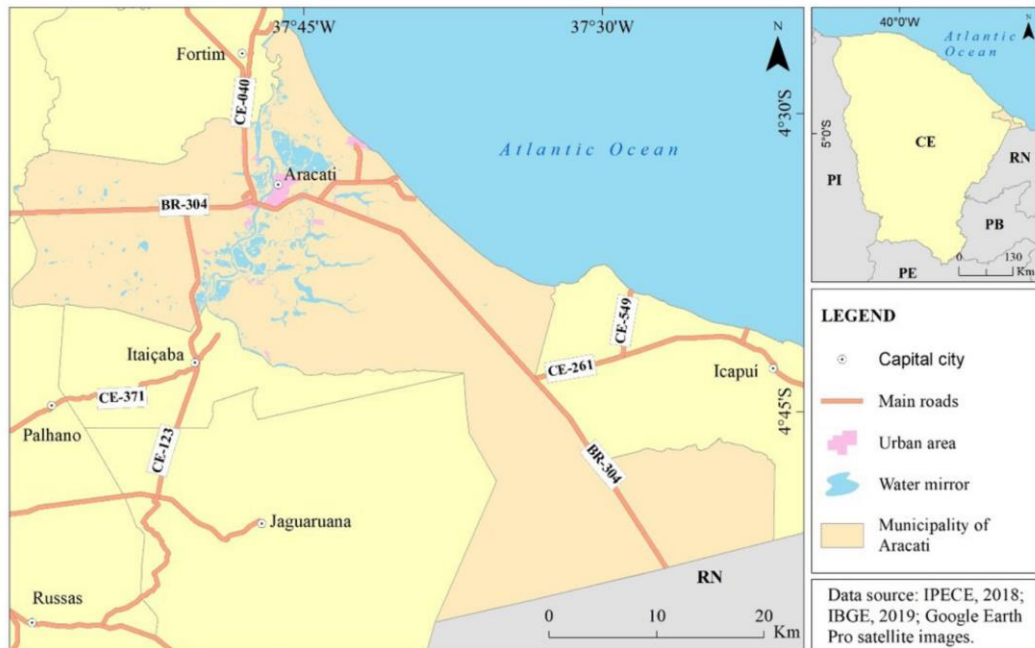 37°45'W
37°30'W
Fortim
CE-040
N
4°30'S
Atlantic Ocean
Aracati
BR-304
CE-549
Itaiçaba
CE-261
Icapui
CE-371
4°45'S
Palhano
CE-123
BR-304
Jaguaruana
RN
Russas
0 10 20
Km
40°0'W
N
Atlantic
Ocean
5°0'S
CE
RN
PI
PB
PE
0 130
Km
LEGEND
Capital city
Main roads
Urban area
Water mirror
Municipality of
Aracati
Data source: IPECE, 2018;
IBGE, 2019; Google Earth
Pro satellite images.